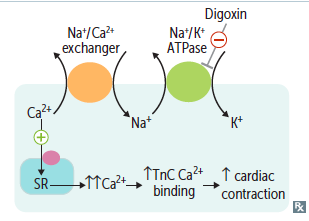 Digoxin
Na⁺/Ca²⁺
exchanger
Na⁺/K⁺
ATPase
Ca²⁺
Na⁺
K⁺
SR
↑↑Ca²⁺
↑TnC Ca²⁺
binding
↑ cardiac
contraction
℞